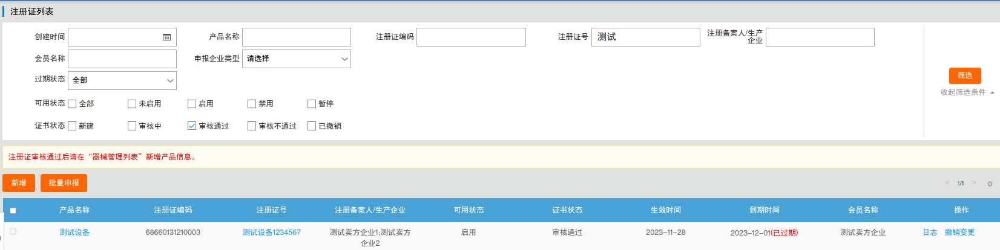 注册证列表
创建时间 产品名称 注册证编码 注册证号 测试 注册备案人/生产
企业
会员名称 申报企业类型 请选择
过期状态 全部
筛选
收起筛选条件
可用状态 全部 未启用 启用 禁用 暂停
证书状态 新建 审核中 审核通过 审核不通过 已撤销
注册证审核通过后请在“器械管理列表”新增产品信息。
新增 批量申报 < 1/1 >
产品名称 注册证编码 注册证号 注册备案人/生产企业 可用状态 证书状态 生效时间 到期时间 会员名称 操作
测试设备 68660131210003 测试设备1234567 测试卖方企业1;测试卖方 启用 审核通过 2023-11-28 2023-12-01(已过期) 测试卖方企业 日志 撤销变更
企业2